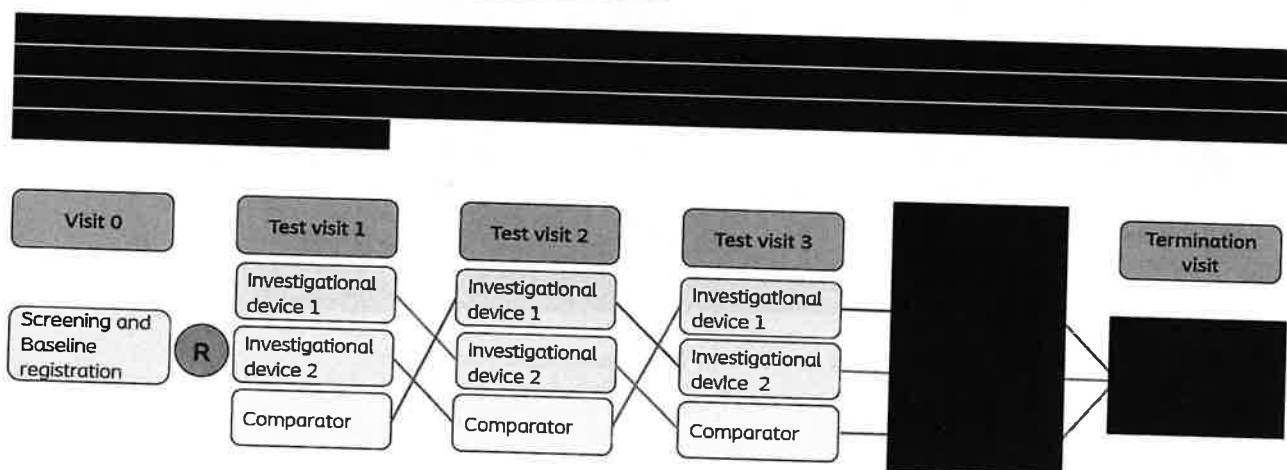 Visit 0
Test visit 1
Test visit 2
Test visit 3
Termination
visit
Screening and
Baseline
registration
R
Investigational
device 1
Investigational
device 2
Comparator
Investigational
device 1
Investigational
device 2
Comparator
Investigational
device 1
Investigational
device 2
Comparator